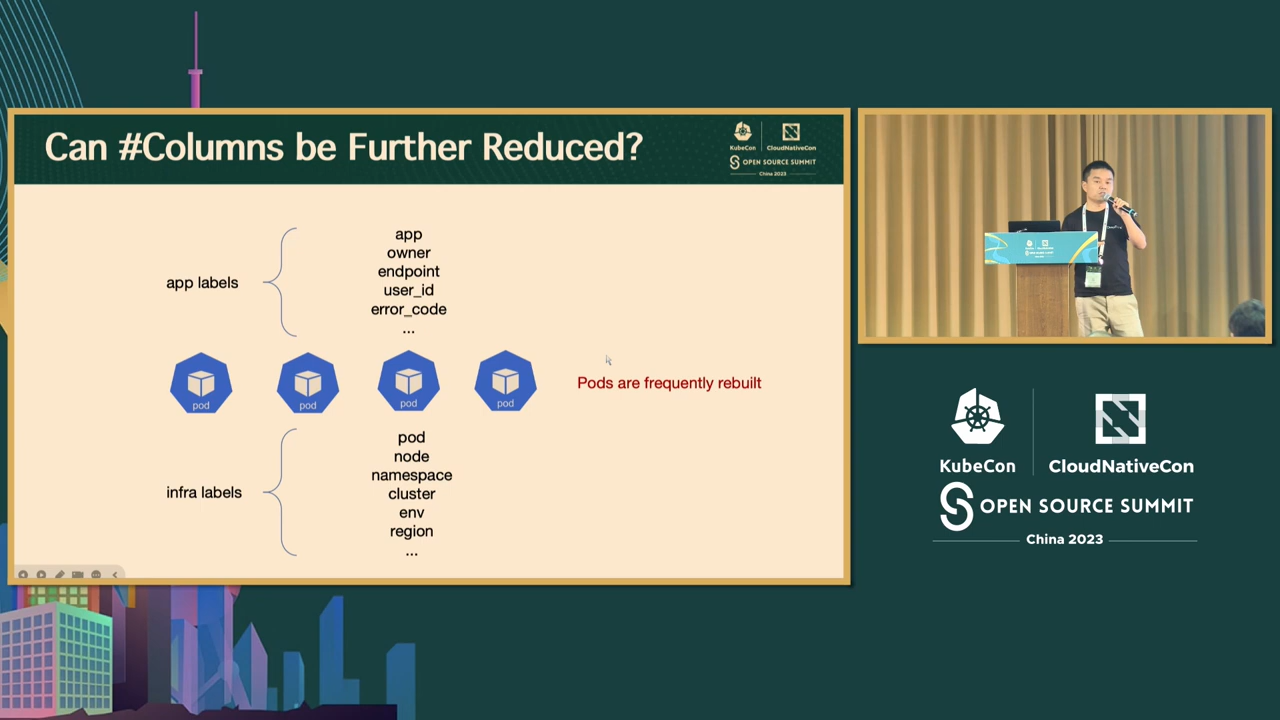 Can #Columns be Further Reduced?
KubeCon
CloudNativeCon
OPEN SOURCE SUMMIT
China 2023
app labels
app
owner
endpoint
user_id
error_code
...
pod
pod
pod
pod
Pods are frequently rebuilt
infra labels
pod
node
namespace
cluster
env
region
...
KubeCon
CloudNativeCon
OPEN SOURCE SUMMIT
China 2023